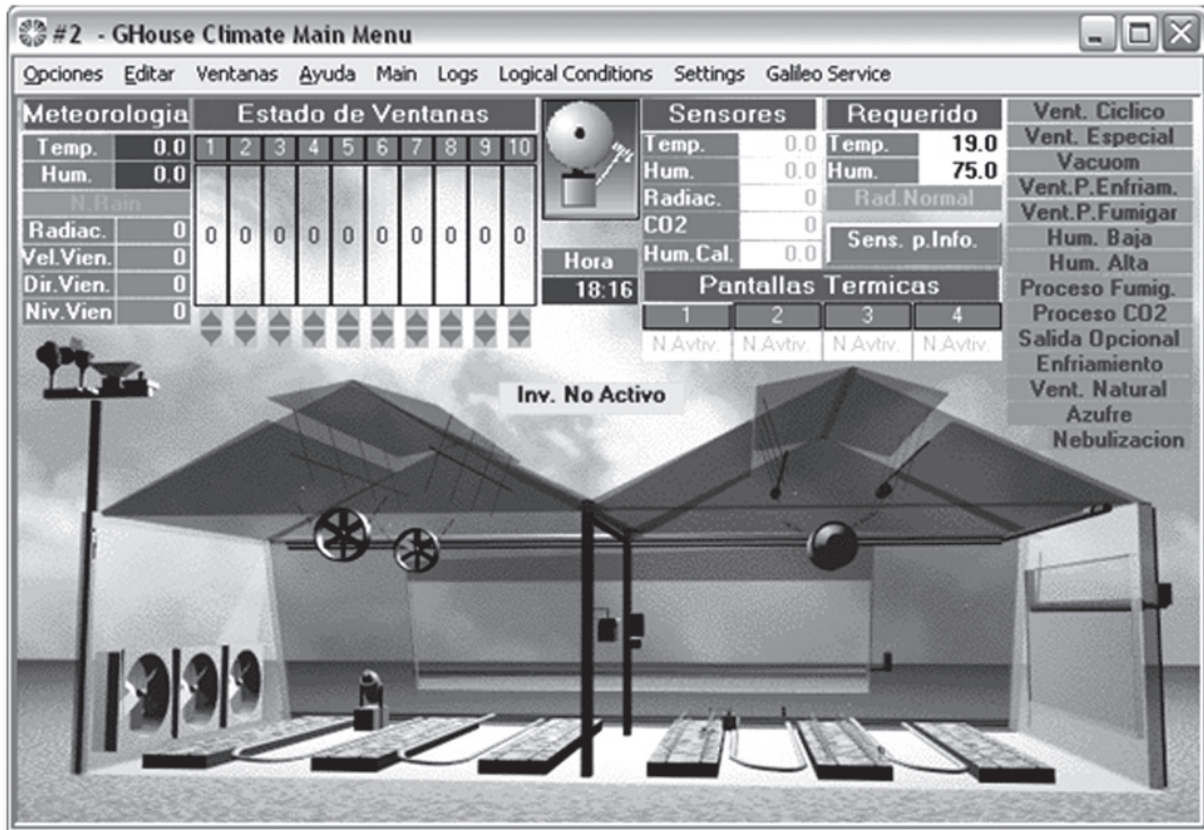 #2 - GHouse Climate Main Menu
Opciones Editar Ventanas Ayuda Main Logs Logical Conditions Settings Galileo Service
Meteorologia
Temp. 0.0
Hum. 0.0
N.Rain
Radiac. 0
Vel.Vien. 0
Dir.Vien. 0
Niv.Vien 0
Estado de Ventanas
1 2 3 4 5 6 7 8 9 10
0 0 0 0 0 0 0 0 0 0
Hora
18:16
Sensores
Temp. 0.0
Hum. 0.0
Radiac. 0
CO2 0
Hum.Cal. 0.0
Requerido
Temp. 19.0
Hum. 75.0
Rad.Normal
Sens. p.Info.
Pantallas Termicas
1 2 3 4
N.Avtiv. N.Avtiv. N.Avtiv. N.Avtiv.
Vent. Ciclico
Vent. Especial
Vacuom
Vent.P.Enfriam.
Vent.P.Fumigar
Hum. Baja
Hum. Alta
Proceso Fumig.
Proceso CO2
Salida Opcional
Enfriamiento
Vent. Natural
Azufre
Nebulizacion
Inv. No Activo